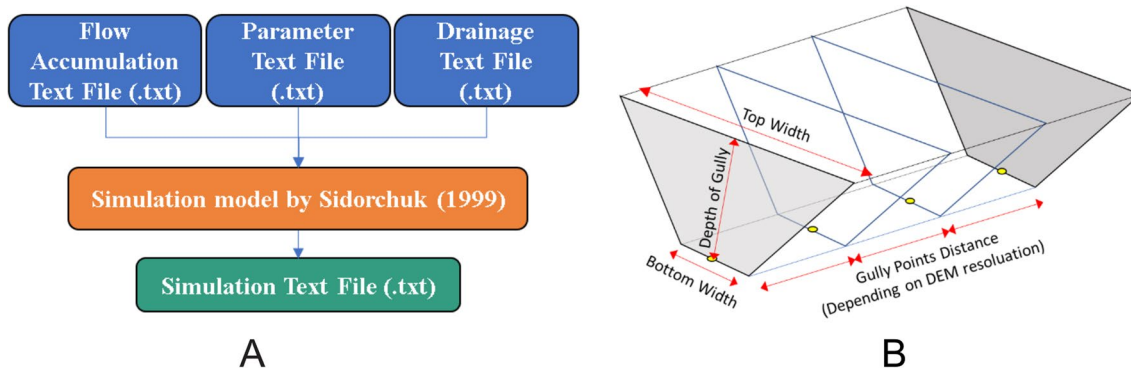 Flow
Accumulation
Text File (.txt)
Parameter
Text File
(.txt)
Drainage
Text File
(.txt)
Simulation model by Sidorchuk (1999)
Simulation Text File (.txt)
A
Top Width
Depth of Gully
Bottom Width
Gully Points Distance
(Depending on DEM resoluation)
B